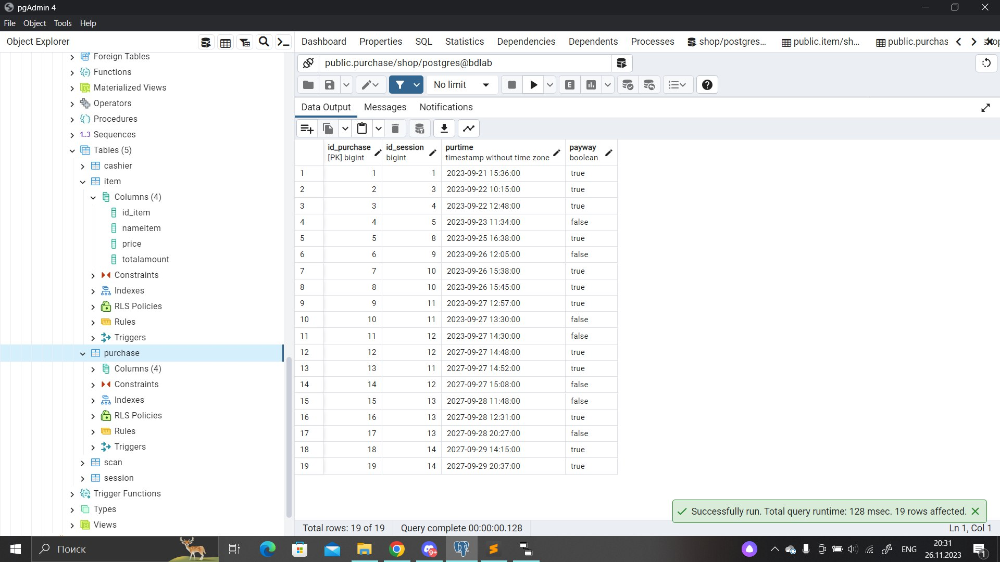 pgAdmin 4
File Object Tools Help
Object Explorer
Dashboard Properties SQL Statistics Dependencies Dependents Processes shop/postgres... public.item/sh... public.purchas
public.purchase/shop/postgres@bdlab
No limit
E
Data Output Messages Notifications
Foreign Tables
Functions
Materialized Views
Operators
Procedures
1..3 Sequences
Tables (5)
cashier
item
Columns (4)
id_item
nameitem
price
totalamount
Constraints
Indexes
RLS Policies
Rules
Triggers
purchase
Columns (4)
Constraints
Indexes
RLS Policies
Rules
Triggers
scan
session
Trigger Functions
Types
Views
id_purchase id_session purtime payway
[PK] bigint bigint timestamp without time zone boolean
1 1 1 2023-09-21 15:36:00 true
2 2 3 2023-09-22 10:15:00 true
3 3 4 2023-09-22 12:48:00 true
4 4 5 2023-09-23 11:34:00 false
5 5 8 2023-09-25 16:38:00 true
6 6 9 2023-09-26 12:05:00 false
7 7 10 2023-09-26 15:38:00 true
8 8 10 2023-09-26 15:45:00 true
9 9 11 2023-09-27 12:57:00 true
10 10 11 2023-09-27 13:30:00 false
11 11 12 2023-09-27 14:30:00 false
12 12 12 2027-09-27 14:48:00 true
13 13 11 2027-09-27 14:52:00 true
14 14 12 2027-09-27 15:08:00 false
15 15 13 2027-09-28 11:48:00 false
16 16 13 2027-09-28 12:31:00 true
17 17 13 2027-09-28 20:27:00 false
18 18 14 2027-09-29 14:15:00 true
19 19 14 2027-09-29 20:37:00 true
Successfully run. Total query runtime: 128 msec. 19 rows affected.
Total rows: 19 of 19 Query complete 00:00:00.128 Ln 1, Col 1
Поиск
9+
ENG
20:31
26.11.2023
1